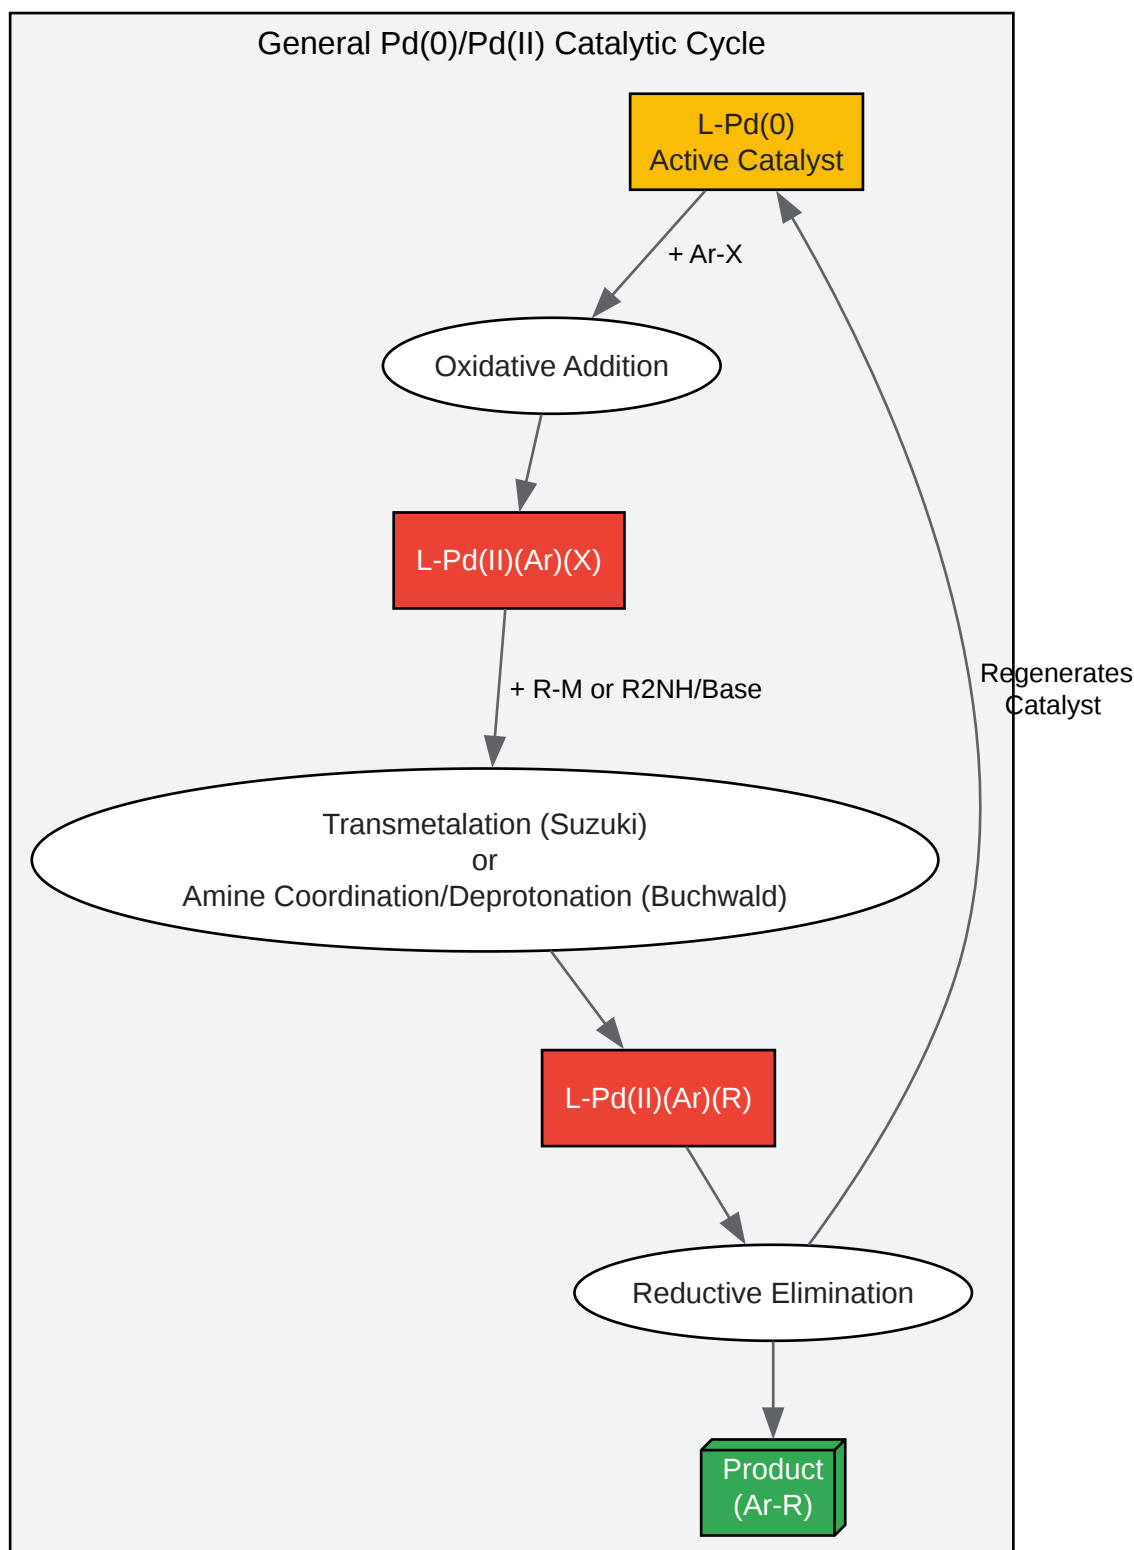 General Pd(0)/Pd(II) Catalytic Cycle
L-Pd(0)
Active Catalyst
+ Ar-X
Oxidative Addition
L-Pd(II)(Ar)(X)
+ R-M or R2NH/Base
Regenerates
Catalyst
Transmetalation (Suzuki)
or
Amine Coordination/Deprotonation (Buchwald)
L-Pd(II)(Ar)(R)
Reductive Elimination
Product
(Ar-R)